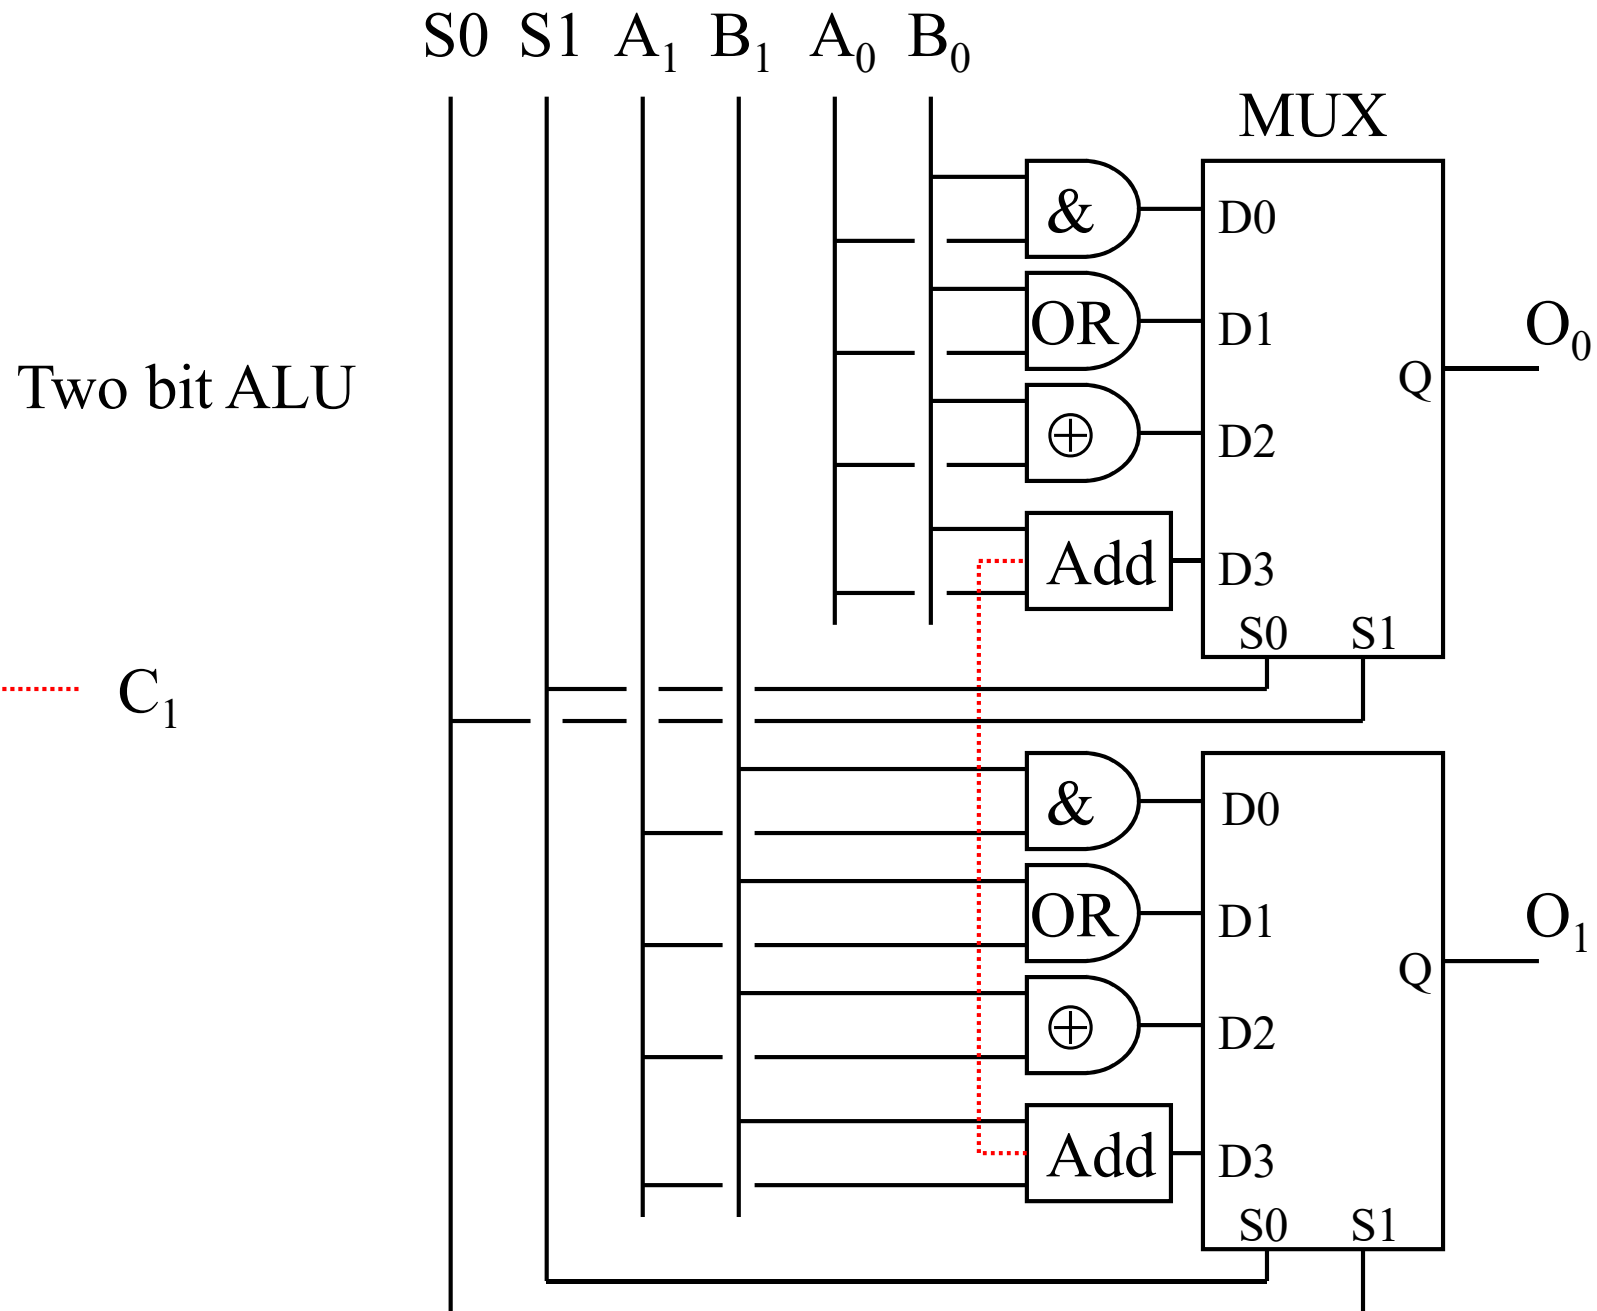 S0 S1 A₁ B₁ A₀ B₀
MUX
&
D0
OR
D1
O₀
Q
Two bit ALU
⊕
D2
Add
D3
S0 S1
C₁
&
D0
OR
D1
O₁
Q
⊕
D2
Add
D3
S0 S1